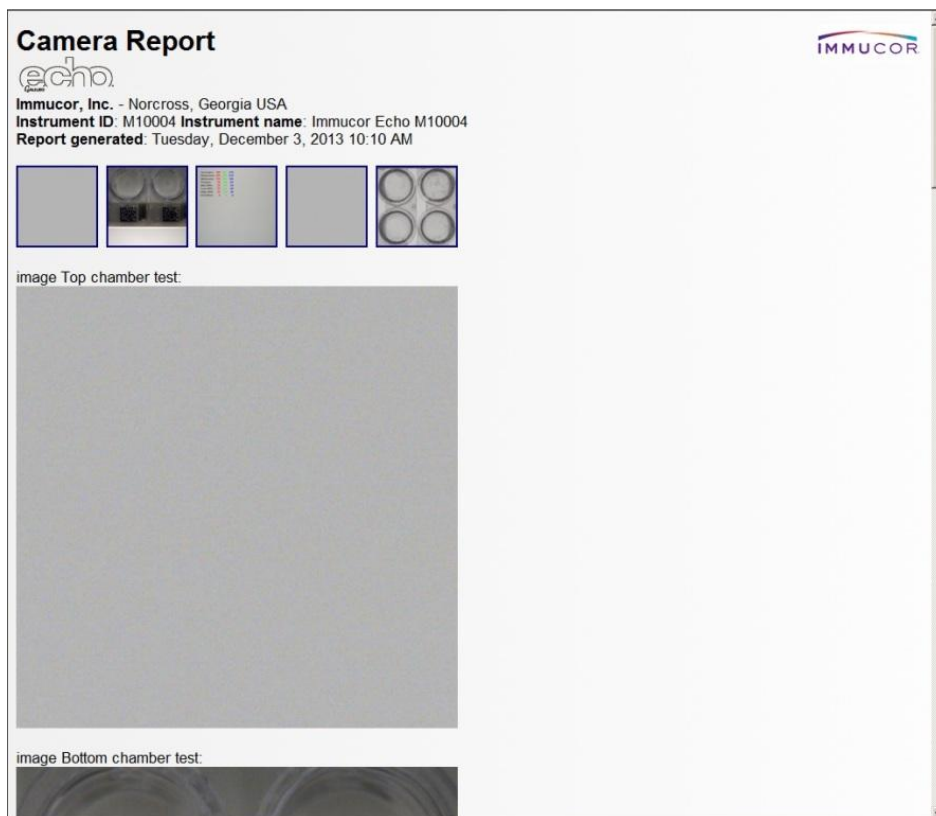 Camera Report
IMMUCOR
echo
Immucor, Inc. - Norcross, Georgia USA
Instrument ID: M10004 Instrument name: Immucor Echo M10004
Report generated: Tuesday, December 3, 2013 10:10 AM
image Top chamber test:
image Bottom chamber test: